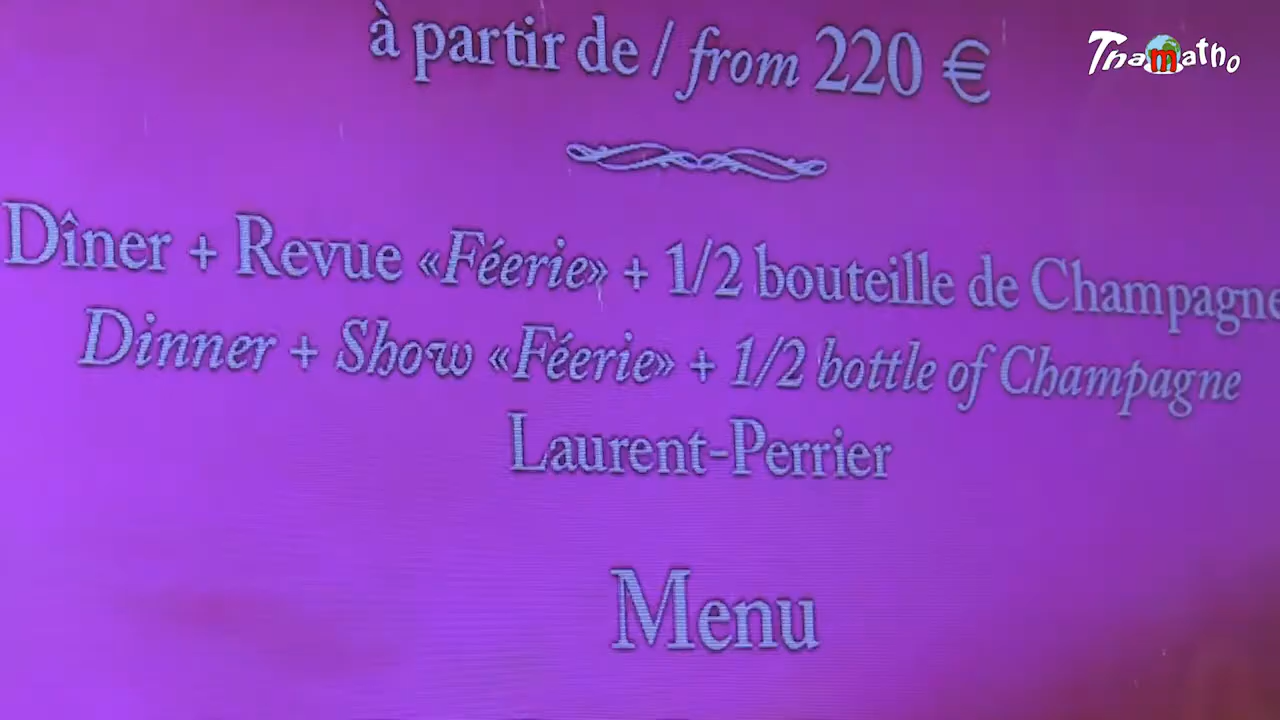 à partir de / from 220 €
Thamatho
Dîner + Revue «Féerie» + 1/2 bouteille de Champagne
Dinner + Show «Féerie» + 1/2 bottle of Champagne
Laurent-Perrier
Menu